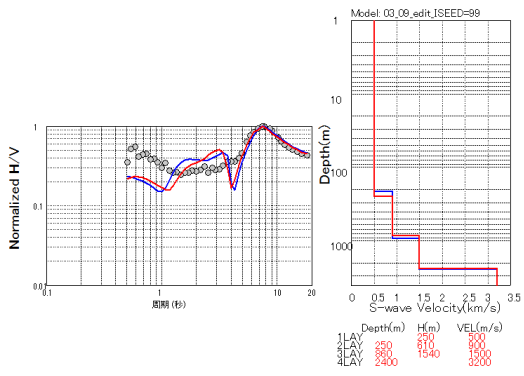 Model: 03_09_edit_ISEED=99
Normalized H/V
1
0.1
0.01
0.1
1
10
20
周期(秒)
Depth(m)
1
10
100
1000
0
0.5
1
1.5
2
2.5
3
3.5
S-wave Velocity(km/s)
Depth(m) H(m) VEL(m/s)
1LAY 250 500
2LAY 250 610 900
3LAY 860 1540 1500
4LAY 2400 3200